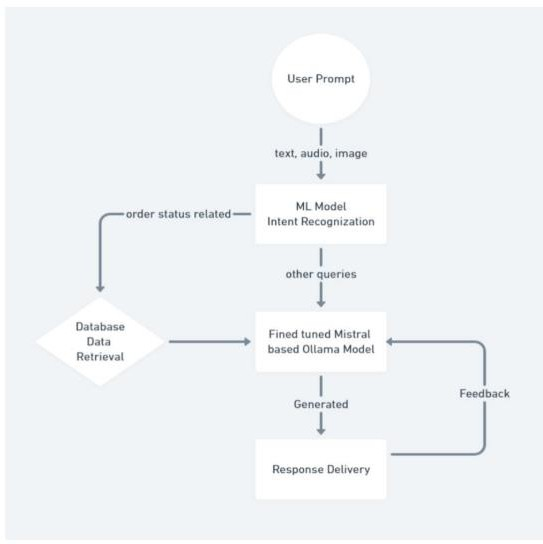 User Prompt
text, audio, image
ML Model
Intent Recognization
order status related
other queries
Database
Data
Retrieval
Fined tuned Mistral
based Ollama Model
Generated
Feedback
Response Delivery